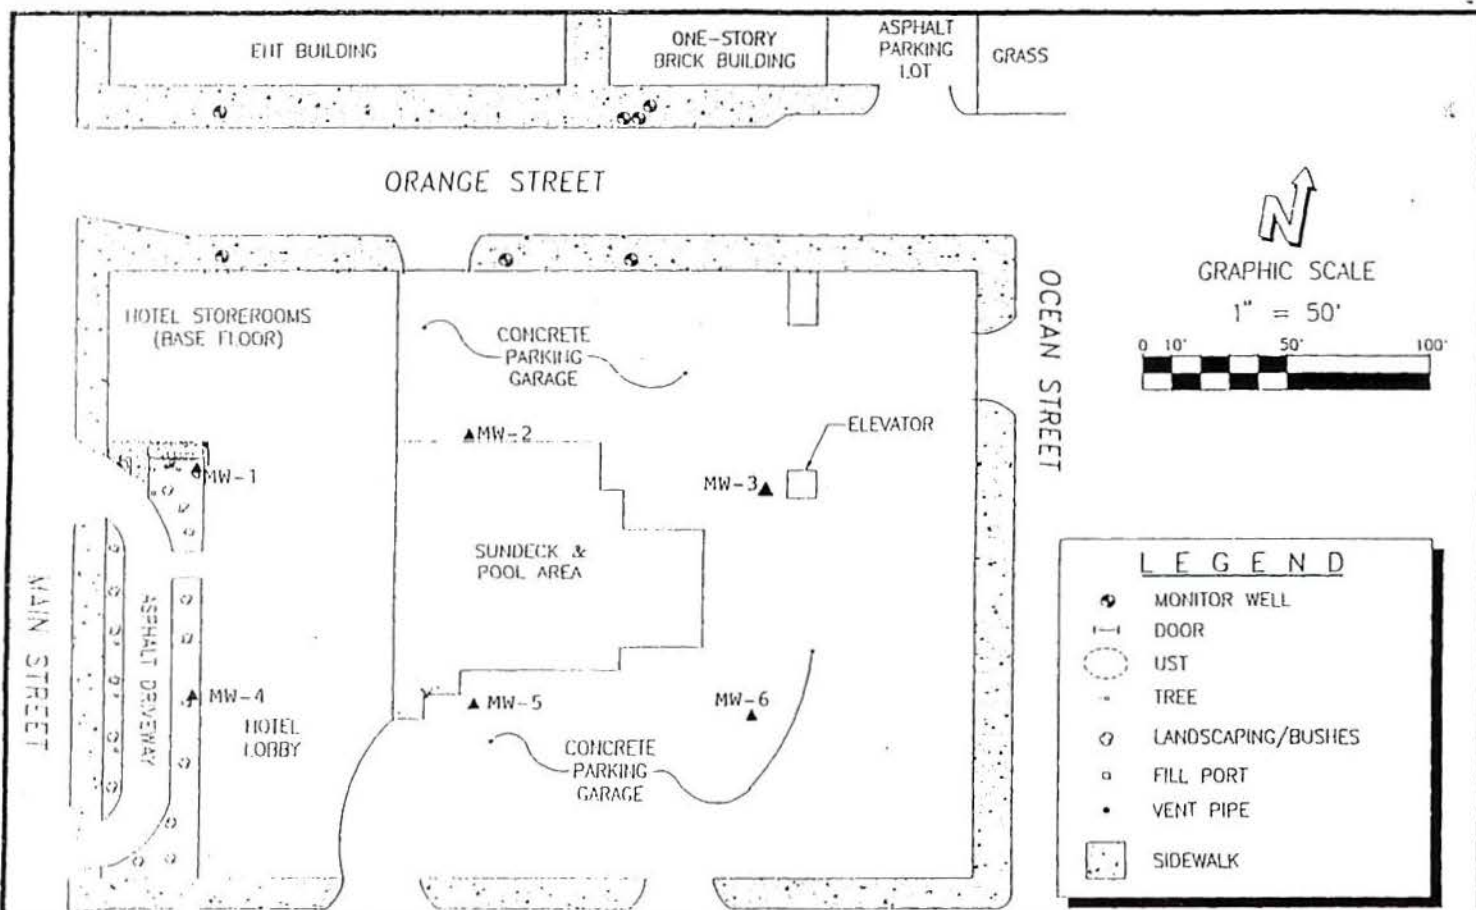 EHT BUILDING
ONE-STORY
BRICK BUILDING
ASPHALT
PARKING
LOT
GRASS
ORANGE STREET
N
GRAPHIC SCALE
1" = 50'
0 10' 50' 100'
OCEAN STREET
HOTEL STOREROOMS
(BASE FLOOR)
CONCRETE
PARKING
GARAGE
MW-2
ELEVATOR
MW-1
MW-3
SUNDECK &
POOL AREA
MAIN STREET
ASPHALT DRIVEWAY
MW-4
HOTEL
LOBBY
MW-5
MW-6
CONCRETE
PARKING
GARAGE
LEGEND
MONITOR WELL
DOOR
UST
TREE
LANDSCAPING/BUSHES
FILL PORT
VENT PIPE
SIDEWALK